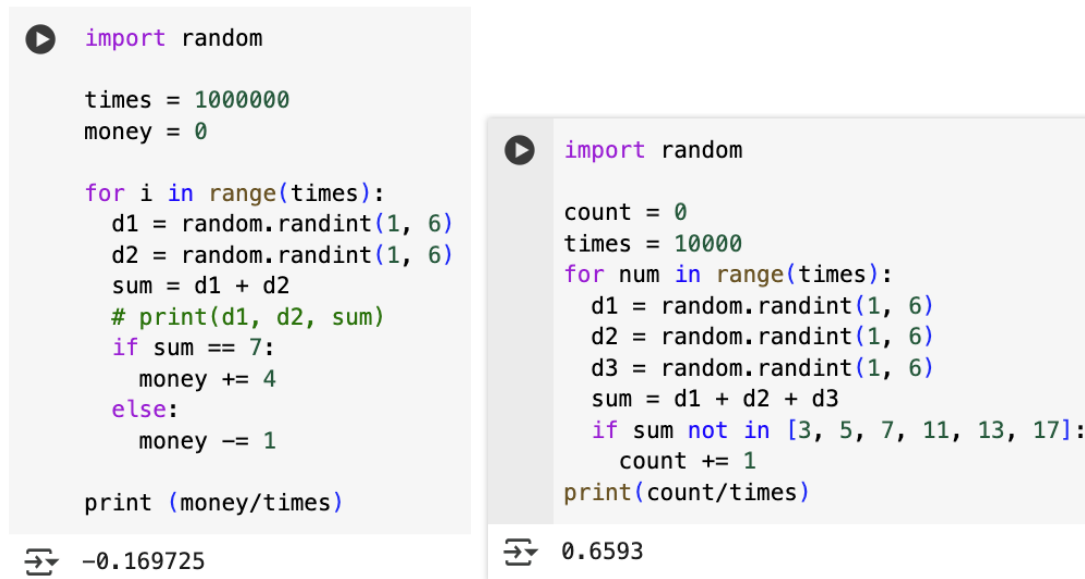 import random

times = 1000000
money = 0

for i in range(times):
  d1 = random.randint(1, 6)
  d2 = random.randint(1, 6)
  sum = d1 + d2
  # print(d1, d2, sum)
  if sum == 7:
    money += 4
  else:
    money -= 1

print (money/times)
-0.169725
import random

count = 0
times = 10000
for num in range(times):
  d1 = random.randint(1, 6)
  d2 = random.randint(1, 6)
  d3 = random.randint(1, 6)
  sum = d1 + d2 + d3
  if sum not in [3, 5, 7, 11, 13, 17]:
    count += 1
print(count/times)
0.6593